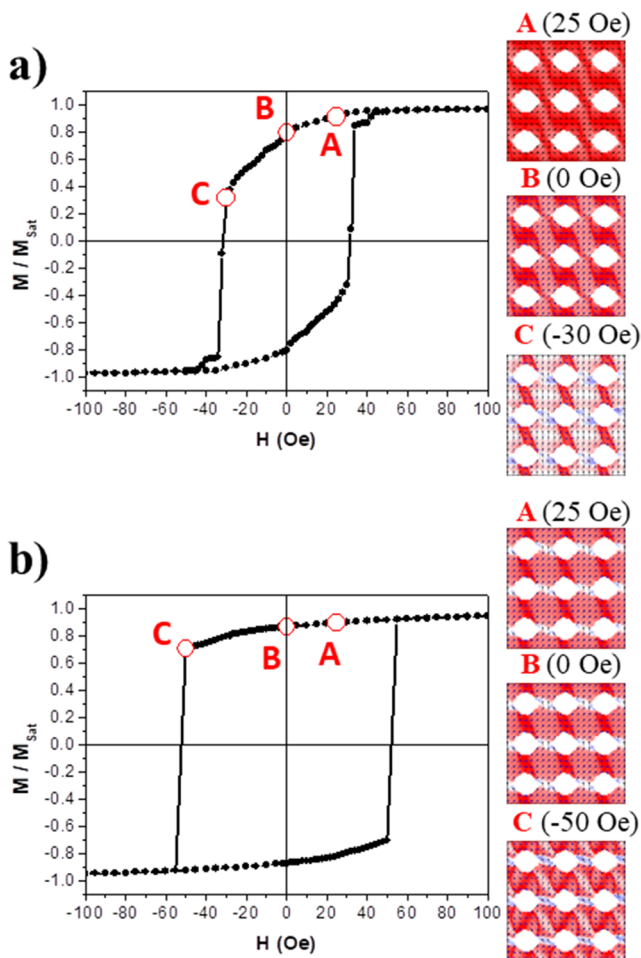 a)
A (25 Oe)
B (0 Oe)
C (-30 Oe)
M / M_Sat
1.0
0.8
0.6
0.4
0.2
0.0
-0.2
-0.4
-0.6
-0.8
-1.0
B
A
C
-100 -80 -60 -40 -20 0 20 40 60 80 100
H (Oe)
b)
A (25 Oe)
B (0 Oe)
C (-50 Oe)
M / M_Sat
1.0
0.8
0.6
0.4
0.2
0.0
-0.2
-0.4
-0.6
-0.8
-1.0
C
B
A
-100 -80 -60 -40 -20 0 20 40 60 80 100
H (Oe)